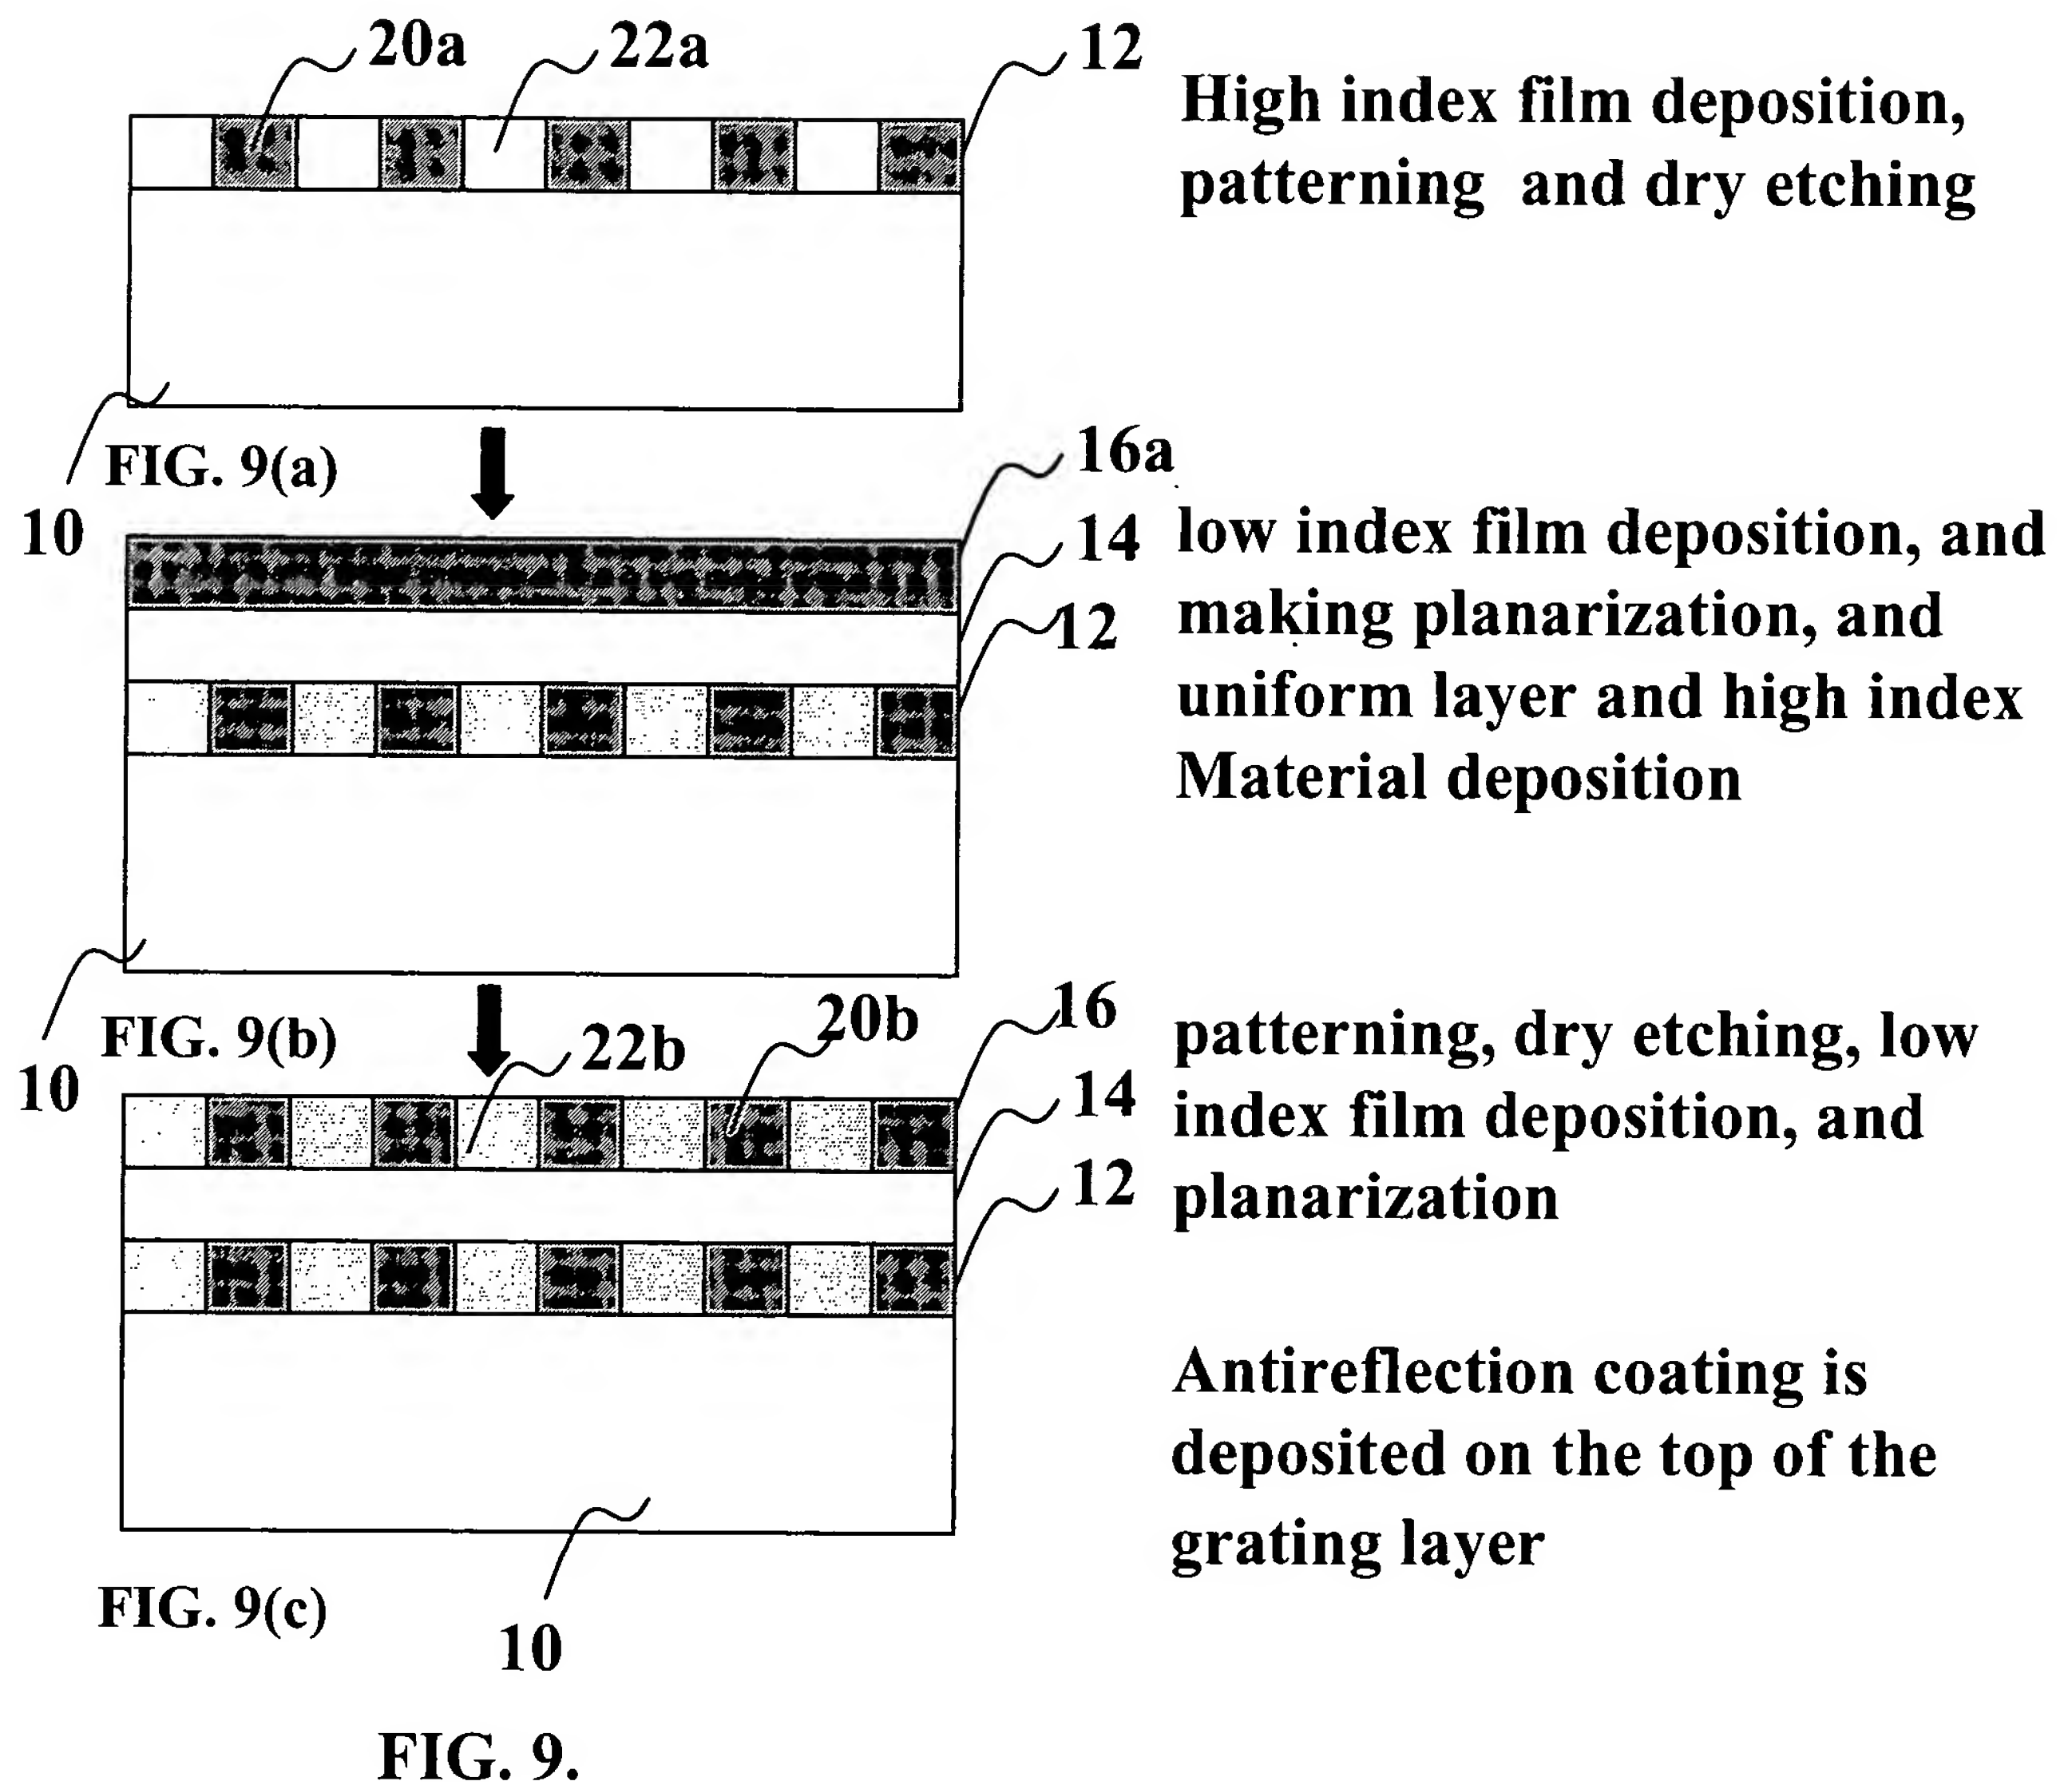 20a
22a
12
High index film deposition,
patterning and dry etching
10
FIG. 9(a)
16a
14
12
low index film deposition, and
making planarization, and
uniform layer and high index
Material deposition
10
FIG. 9(b)
22b
20b
16
14
12
patterning, dry etching, low
index film deposition, and
planarization
Antireflection coating is
deposited on the top of the
grating layer
FIG. 9(c)
10
FIG. 9.